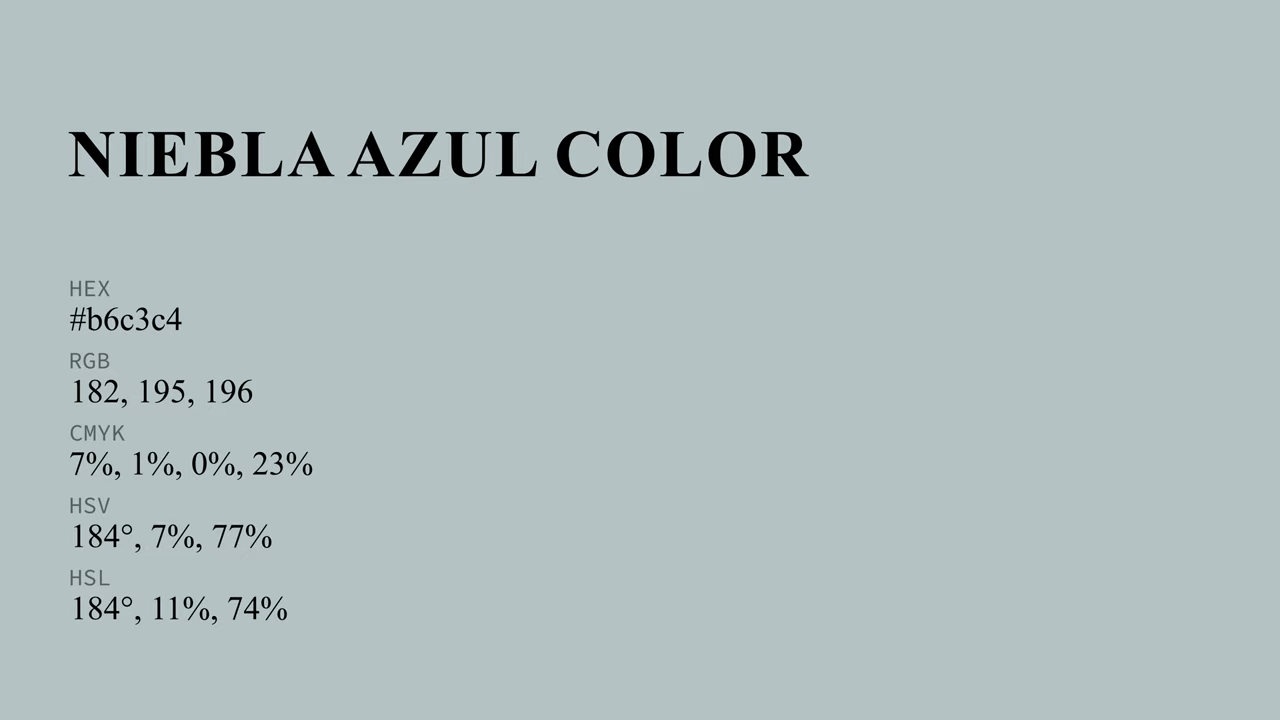 NIEBLA AZUL COLOR
HEX
#b6c3c4
RGB
182, 195, 196
CMYK
7%, 1%, 0%, 23%
HSV
184°, 7%, 77%
HSL
184°, 11%, 74%